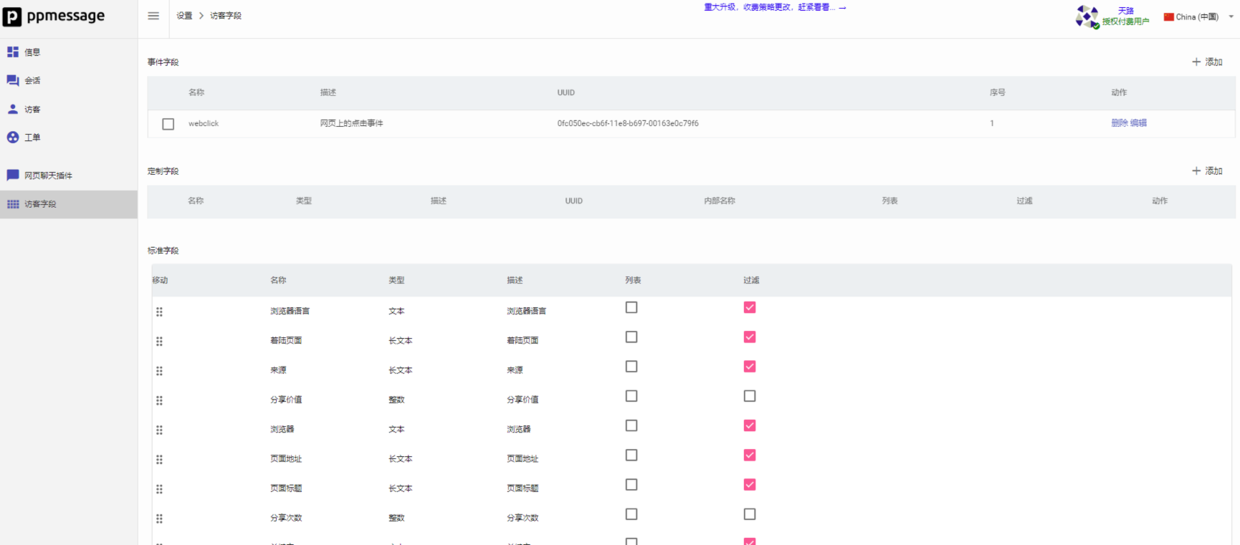 ppmessage
设置 > 访客字段
重大升级，收费策略更改，赶紧看看... →
天路
授权付费用户
China (中国)
信息
会话
访客
工单
网页聊天插件
访客字段
事件字段
+ 添加
名称 描述 UUID 序号 动作
webclick 网页上的点击事件 0fc050ec-cb6f-11e8-b697-00163e0c79f6 1 删除 编辑
定制字段
+ 添加
名称 类型 描述 UUID 内部名称 列表 过滤 动作
标准字段
移动 名称 类型 描述 列表 过滤
浏览器语言 文本 浏览器语言
着陆页面 长文本 着陆页面
来源 长文本 来源
分享价值 整数 分享价值
浏览器 文本 浏览器
页面地址 长文本 页面地址
页面标题 长文本 页面标题
分享次数 整数 分享次数